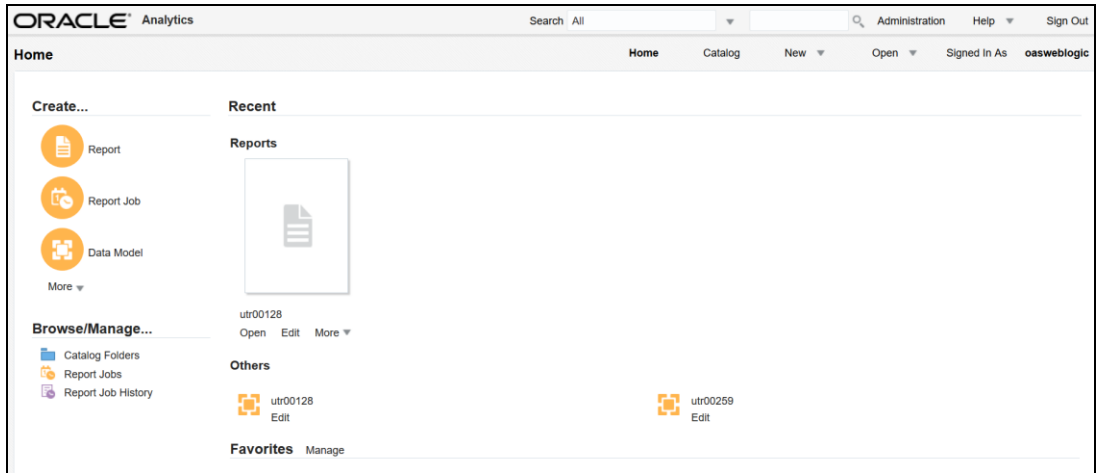 ORACLE Analytics Search All Administration Help Sign Out
Home Home Catalog New Open Signed In As oasweblogic
Create...
Report
Report Job
Data Model
More
Browse/Manage...
Catalog Folders
Report Jobs
Report Job History
Recent
Reports
utr00128
Open Edit More
Others
utr00128 utr00259
Edit Edit
Favorites Manage